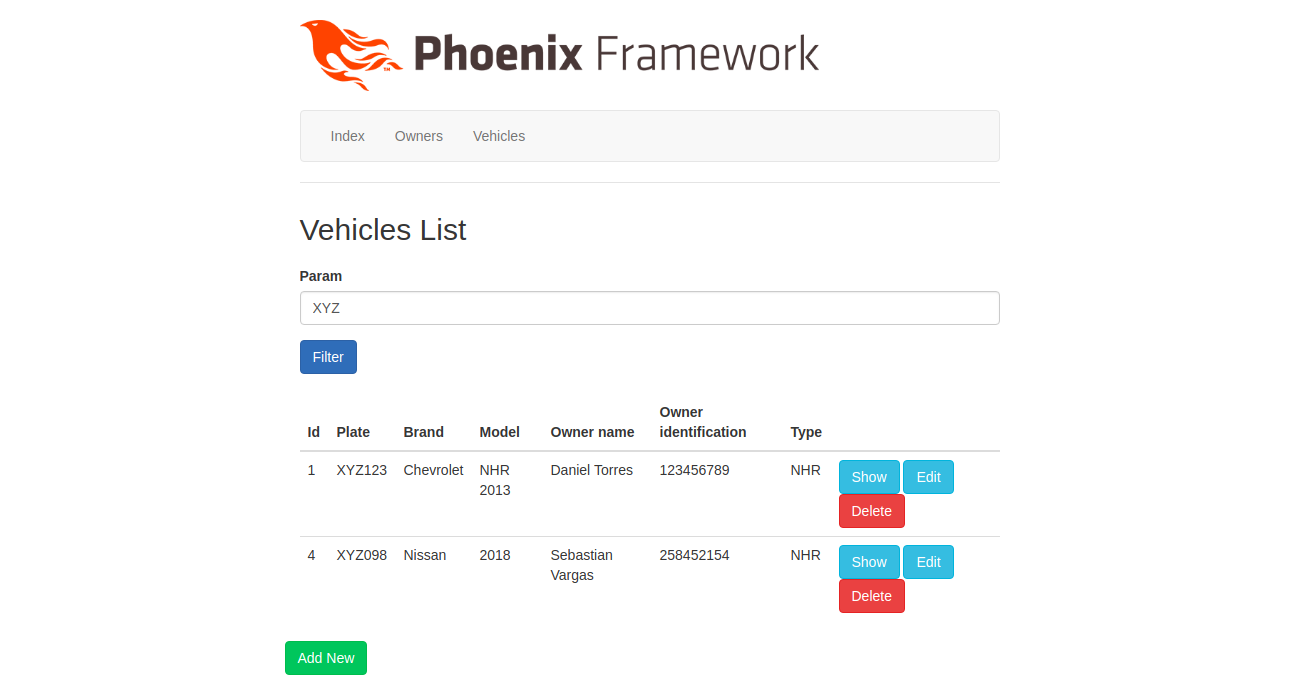 Phoenix Framework
Index Owners Vehicles
Vehicles List
Param
XYZ
Filter
Id Plate Brand Model Owner name Owner identification Type
1 XYZ123 Chevrolet NHR 2013 Daniel Torres 123456789 NHR Show Edit
Delete
4 XYZ098 Nissan 2018 Sebastian Vargas 258452154 NHR Show Edit
Delete
Add New